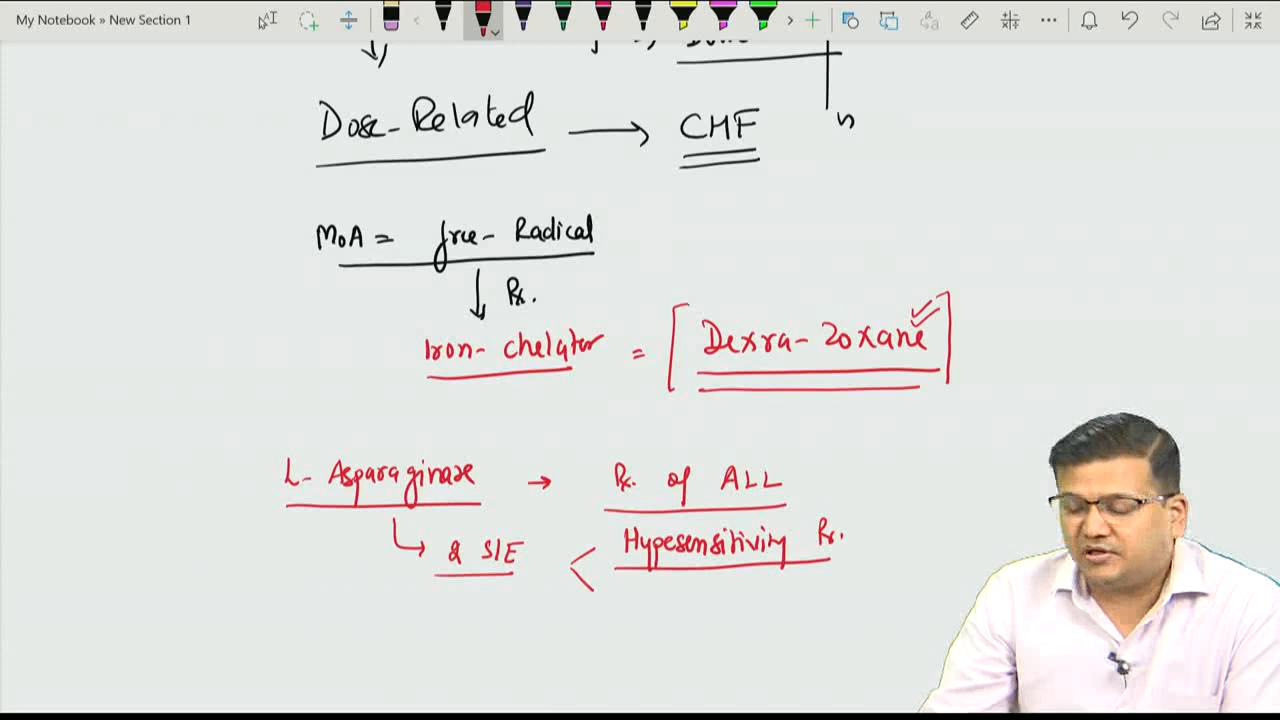 My Notebook » New Section 1
Dose-Related → CHF
MoA = free-Radical
↓ Rx.
Iron-chelator = [Dexra-Zoxane]
L-Asparaginase → Rx. of ALL
2 S/E < Hypesensitivity Rx.